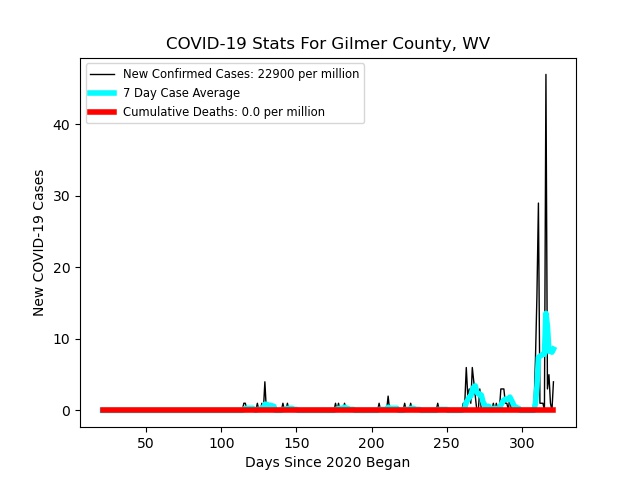 COVID-19 Stats For Gilmer County, WV
New Confirmed Cases: 22900 per million
7 Day Case Average
Cumulative Deaths: 0.0 per million
New COVID-19 Cases
40
30
20
10
0
50 100 150 200 250 300
Days Since 2020 Began